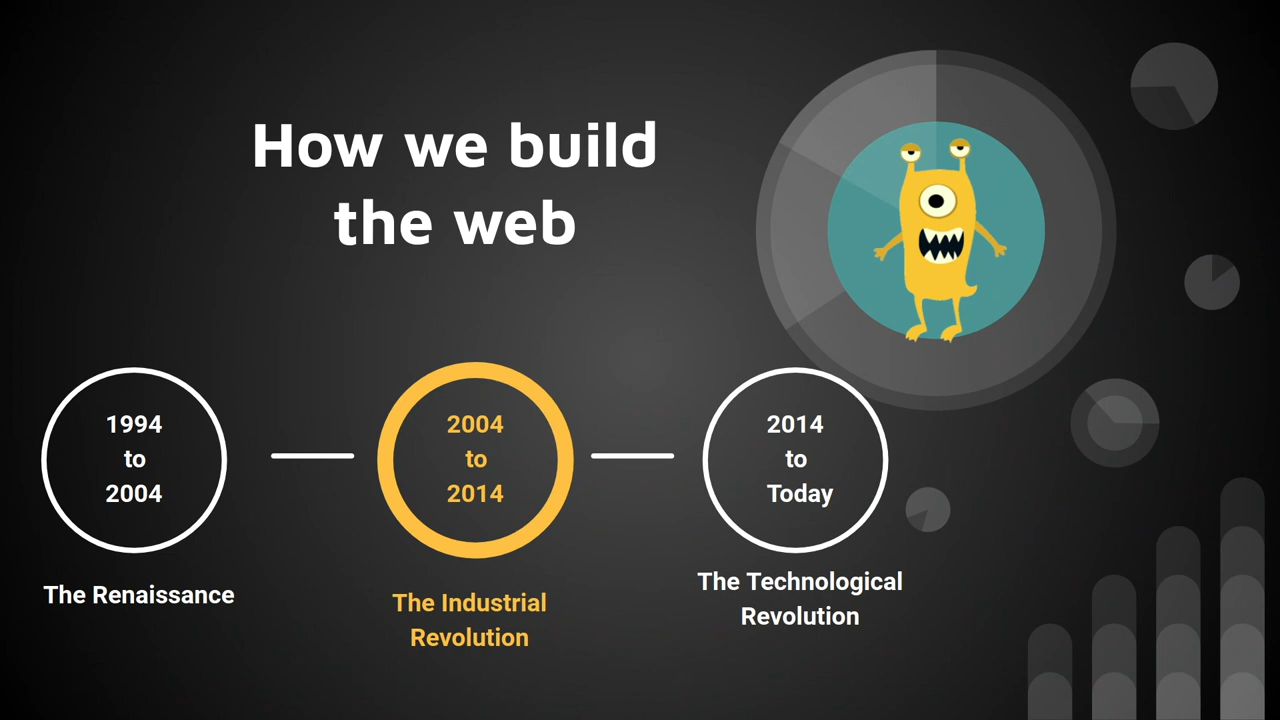 How we build
the web
1994
to
2004
2004
to
2014
2014
to
Today
The Renaissance
The Industrial
Revolution
The Technological
Revolution